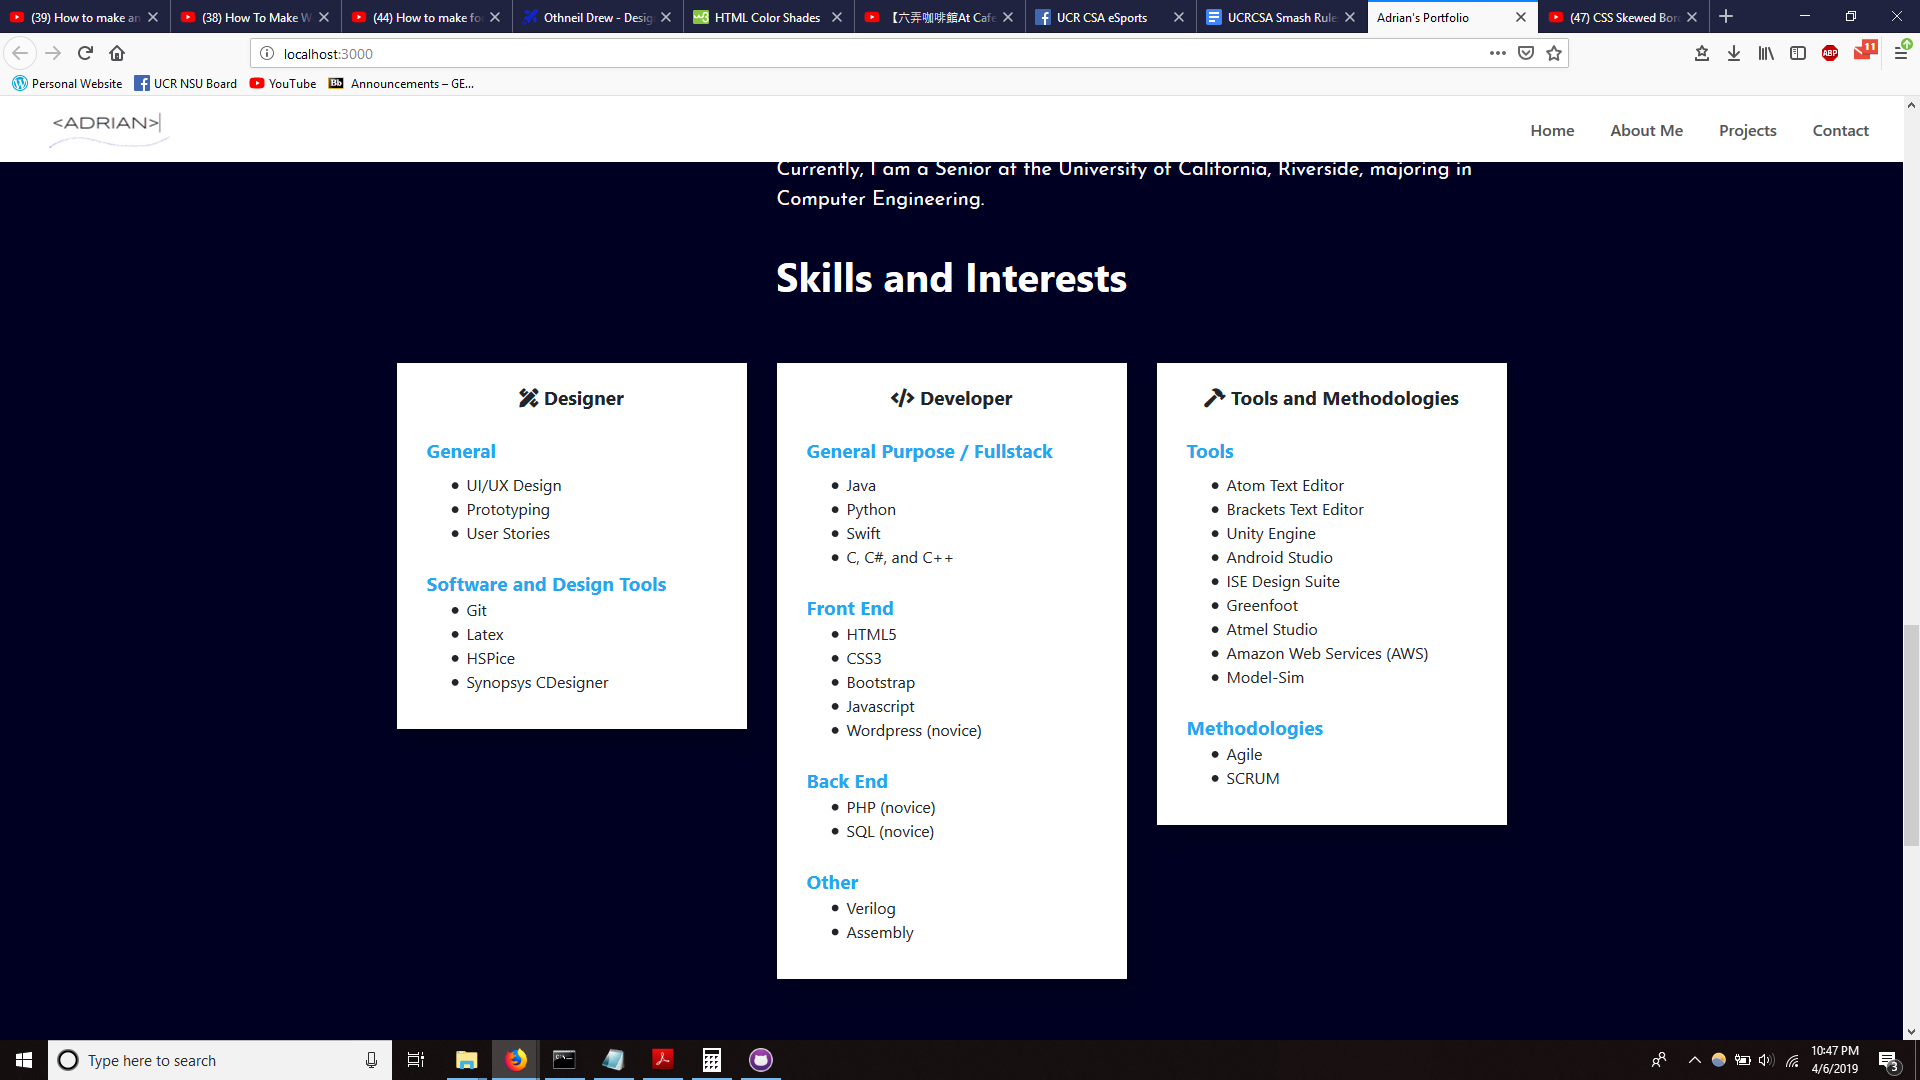 (39) How to make an
(38) How To Make W
(44) How to make fo
Othneil Drew - Desig
HTML Color Shades
【六弄咖啡館At Cafe
UCR CSA eSports
UCRCSA Smash Rule
Adrian's Portfolio
(47) CSS Skewed Bor
localhost:3000
ABP
11
Personal Website
UCR NSU Board
YouTube
Bb
Announcements – GE...
<ADRIAN>|
Home
About Me
Projects
Contact
Currently, I am a Senior at the University of California, Riverside, majoring in
Computer Engineering.
Skills and Interests
Designer
General
UI/UX Design
Prototyping
User Stories
Software and Design Tools
Git
Latex
HSPice
Synopsys CDesigner
</> Developer
General Purpose / Fullstack
Java
Python
Swift
C, C#, and C++
Front End
HTML5
CSS3
Bootstrap
Javascript
Wordpress (novice)
Back End
PHP (novice)
SQL (novice)
Other
Verilog
Assembly
Tools and Methodologies
Tools
Atom Text Editor
Brackets Text Editor
Unity Engine
Android Studio
ISE Design Suite
Greenfoot
Atmel Studio
Amazon Web Services (AWS)
Model-Sim
Methodologies
Agile
SCRUM
Type here to search
10:47 PM
4/6/2019
3